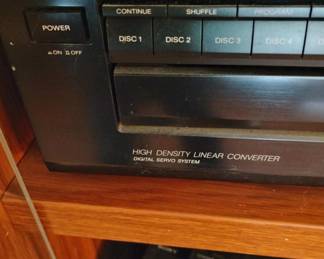 CONTINUE SHUFFLE PROGRAM
POWER
DISC 1 DISC 2 DISC 3 DISC 4
ON OFF
HIGH DENSITY LINEAR CONVERTER
DIGITAL SERVO SYSTEM